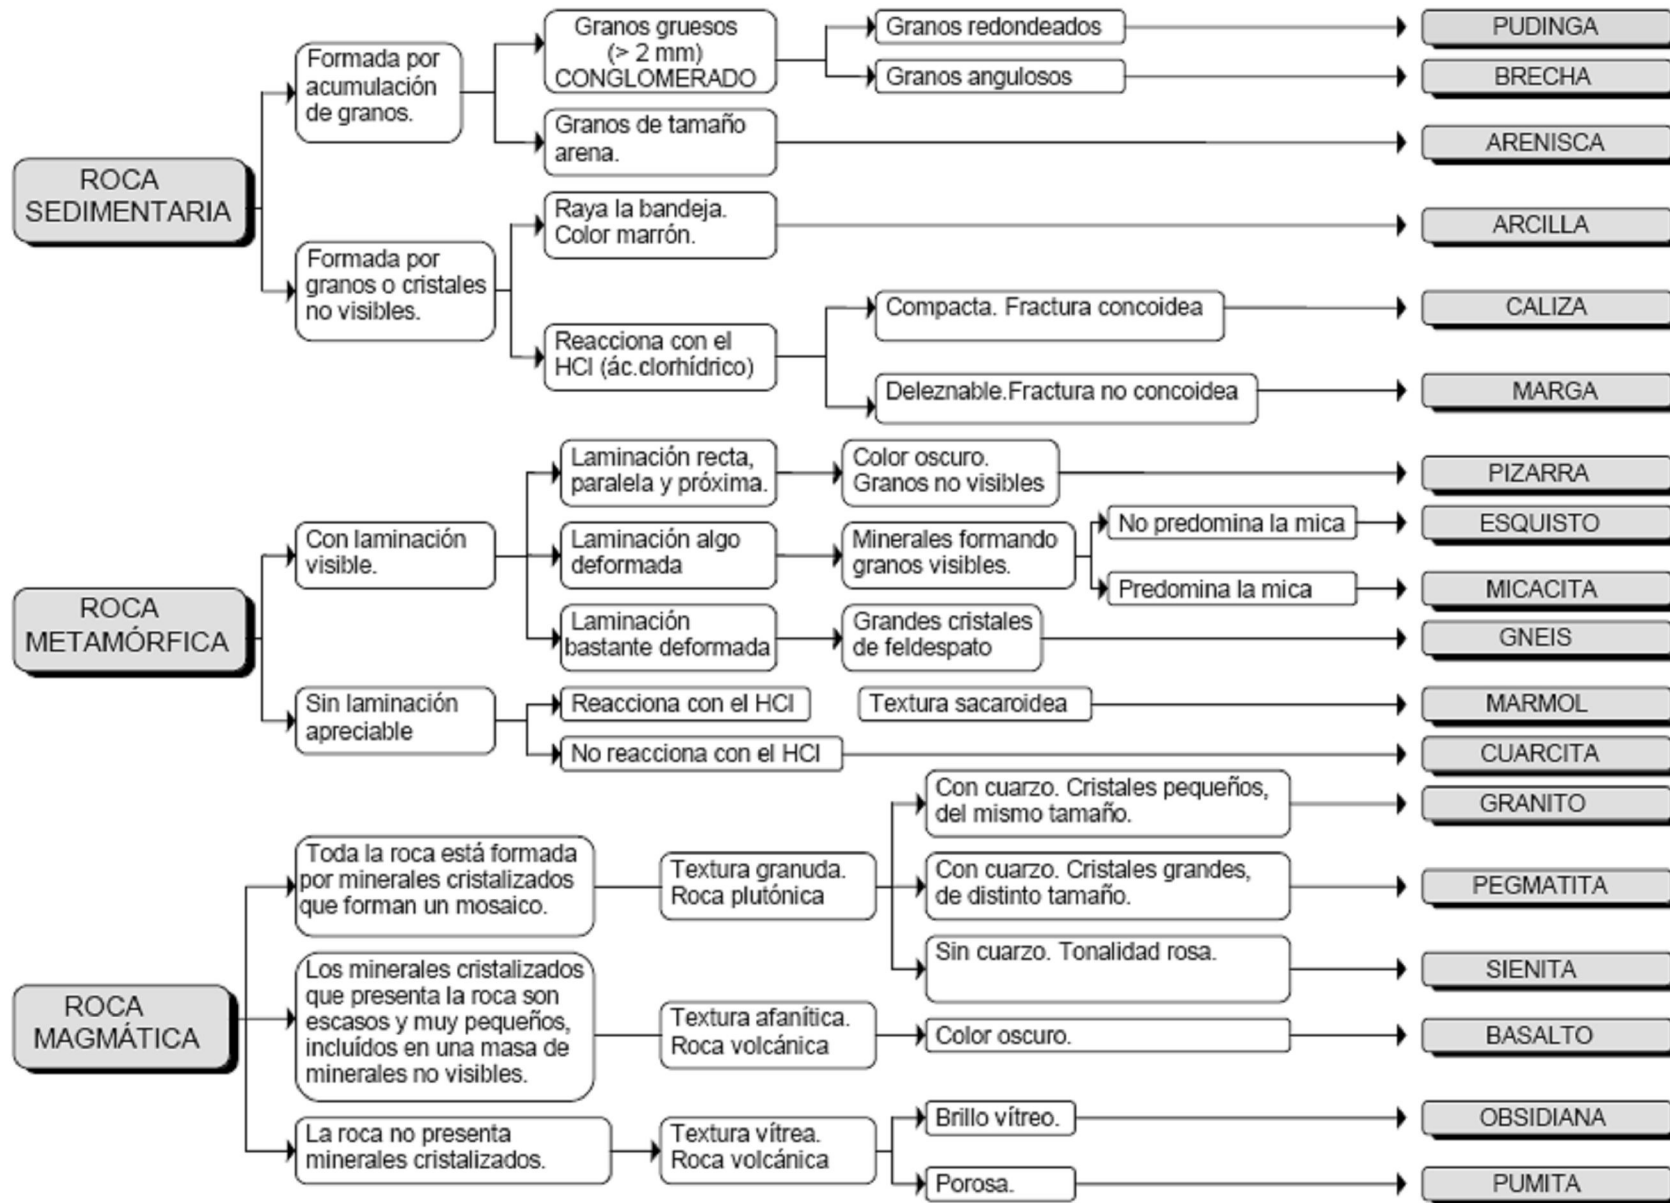 ROCA
SEDIMENTARIA
Formada por
acumulación
de granos.
Granos gruesos
(> 2 mm)
CONGLOMERADO
Granos redondeados
PUDINGA
Granos angulosos
BRECHA
Granos de tamaño
arena.
ARENISCA
Formada por
granos o cristales
no visibles.
Raya la bandeja.
Color marrón.
ARCILLA
Reacciona con el
HCl (ác.clorhídrico)
Compacta. Fractura concoidea
CALIZA
Deleznable.Fractura no concoidea
MARGA
ROCA
METAMÓRFICA
Con laminación
visible.
Laminación recta,
paralela y próxima.
Color oscuro.
Granos no visibles
PIZARRA
Laminación algo
deformada
Minerales formando
granos visibles.
No predomina la mica
ESQUISTO
Predomina la mica
MICACITA
Laminación
bastante deformada
Grandes cristales
de feldespato
GNEIS
Sin laminación
apreciable
Reacciona con el HCl
Textura sacaroidea
MARMOL
No reacciona con el HCl
CUARCITA
ROCA
MAGMÁTICA
Toda la roca está formada
por minerales cristalizados
que forman un mosaico.
Textura granuda.
Roca plutónica
Con cuarzo. Cristales pequeños,
del mismo tamaño.
GRANITO
Con cuarzo. Cristales grandes,
de distinto tamaño.
PEGMATITA
Sin cuarzo. Tonalidad rosa.
SIENITA
Los minerales cristalizados
que presenta la roca son
escasos y muy pequeños,
incluídos en una masa de
minerales no visibles.
Textura afanítica.
Roca volcánica
Color oscuro.
BASALTO
La roca no presenta
minerales cristalizados.
Textura vítrea.
Roca volcánica
Brillo vítreo.
OBSIDIANA
Porosa.
PUMITA